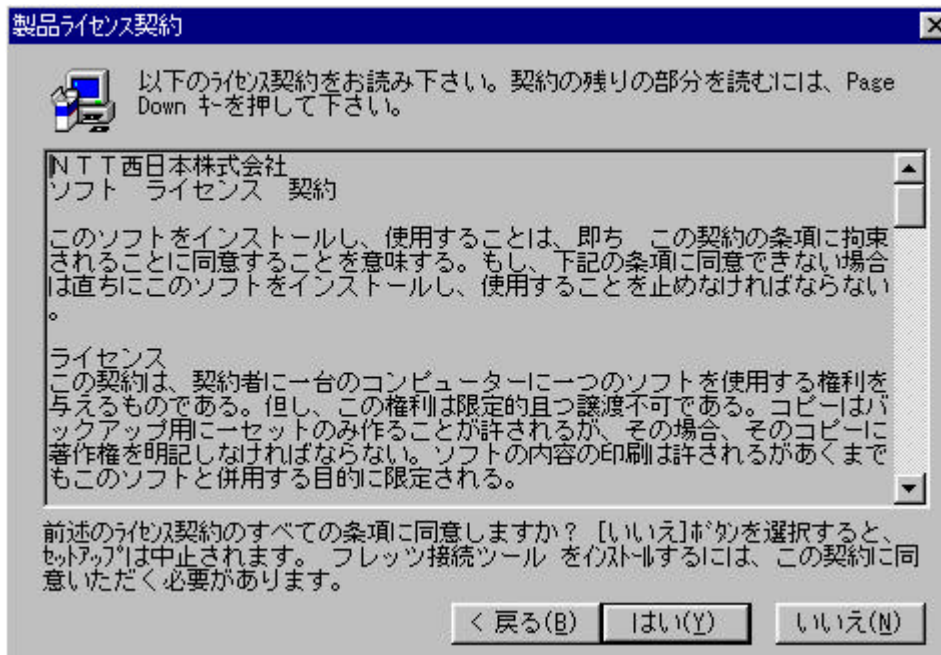 製品ライセンス契約
以下のライセンス契約をお読み下さい。契約の残りの部分を読むには、Page
Down キーを押して下さい。
NTT西日本株式会社
ソフト ライセンス 契約
このソフトをインストールし、使用することは、即ち この契約の条項に拘束
されることに同意することを意味する。もし、下記の条項に同意できない場合
は直ちにこのソフトをインストールし、使用することを止めなければならない
。
ライセンス
この契約は、契約者に一台のコンピューターに一つのソフトを使用する権利を
与えるものである。但し、この権利は限定的且つ譲渡不可である。コピーはバ
ックアップ用に一セットのみ作ることが許されるが、その場合、そのコピーに
著作権を明記しなければならない。ソフトの内容の印刷は許されるがあくまで
もこのソフトと併用する目的に限定される。
前述のライセンス契約のすべての条項に同意しますか? [いいえ]ボタンを選択すると、
セットアップは中止されます。 フレッツ接続ツール をインストールするには、この契約に同
意いただく必要があります。
< 戻る(B) はい(Y) いいえ(N)